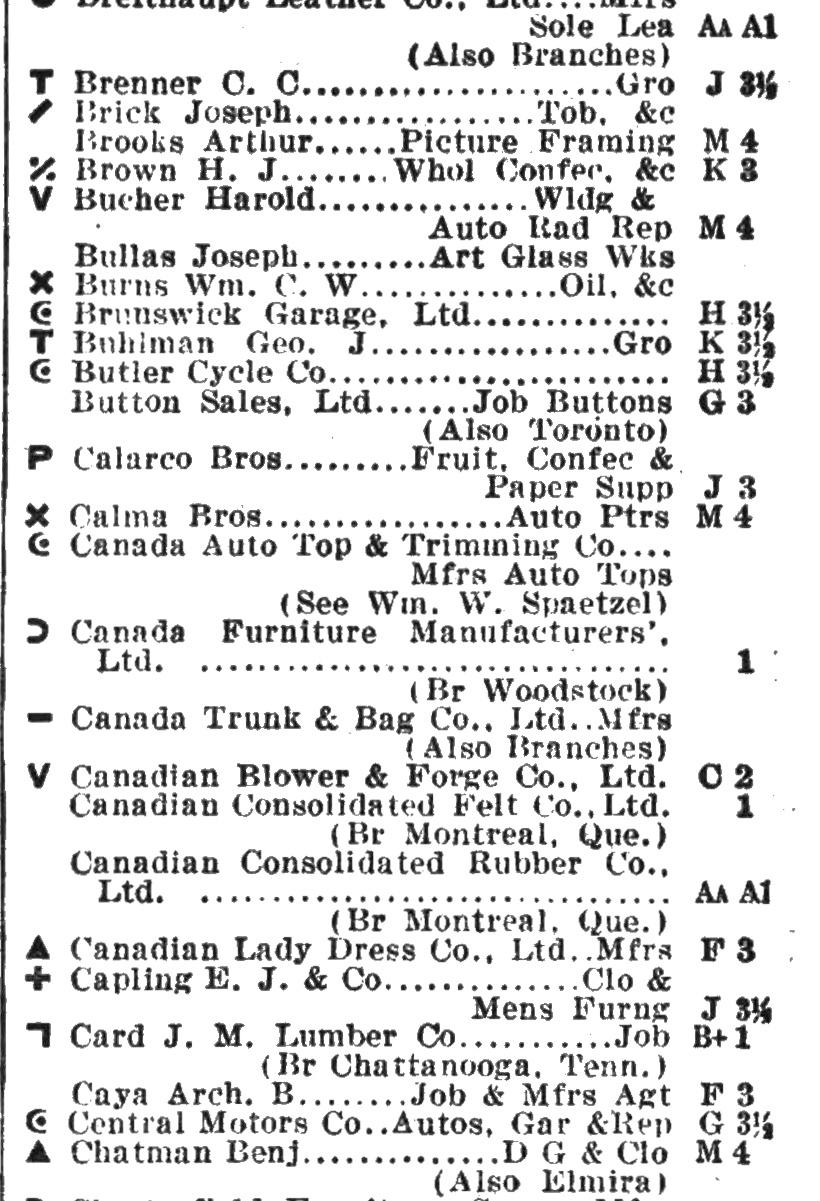 Breithaupt Leather Co., Ltd....Mfrs
Sole Lea AA A1
(Also Branches)
T Brenner C. C......................Gro J 3½
Brick Joseph.................Tob, &c
Brooks Arthur......Picture Framing M 4
Brown H. J........Whol Confec, &c K 3
V Bucher Harold...............Wldg &
Auto Rad Rep M 4
Bullas Joseph.........Art Glass Wks
✖ Burns Wm. C. W..............Oil, &c
Brunswick Garage, Ltd.............. H 3½
T Buhlman Geo. J.................Gro K 3½
Butler Cycle Co........................ H 3½
Button Sales, Ltd.......Job Buttons G 3
(Also Toronto)
P Calarco Bros.........Fruit, Confec &
Paper Supp J 3
✖ Calma Bros.................Auto Ptrs M 4
Canada Auto Top & Trimming Co....
Mfrs Auto Tops
(See Wm. W. Spaetzel)
Canada Furniture Manufacturers',
Ltd. ................................. 1
(Br Woodstock)
▬ Canada Trunk & Bag Co., Ltd..Mfrs
(Also Branches)
V Canadian Blower & Forge Co., Ltd. C 2
Canadian Consolidated Felt Co.,Ltd. 1
(Br Montreal, Que.)
Canadian Consolidated Rubber Co.,
Ltd. ................................. AA A1
(Br Montreal, Que.)
▲ Canadian Lady Dress Co., Ltd..Mfrs F 3
+ Capling E. J. & Co..............Clo &
Mens Furng J 3½
Card J. M. Lumber Co...........Job B+ 1
(Br Chattanooga, Tenn.)
Caya Arch. B........Job & Mfrs Agt F 3
Central Motors Co..Autos, Gar &Rep G 3½
▲ Chatman Benj..............D G & Clo M 4
(Also Elmira)